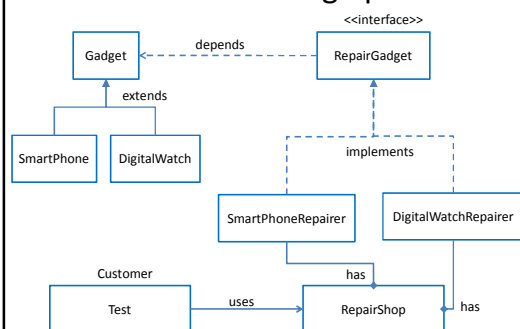 <<interface>>
Gadget
depends
RepairGadget
extends
SmartPhone
DigitalWatch
implements
SmartPhoneRepairer
DigitalWatchRepairer
Customer
has
Test
uses
RepairShop
has